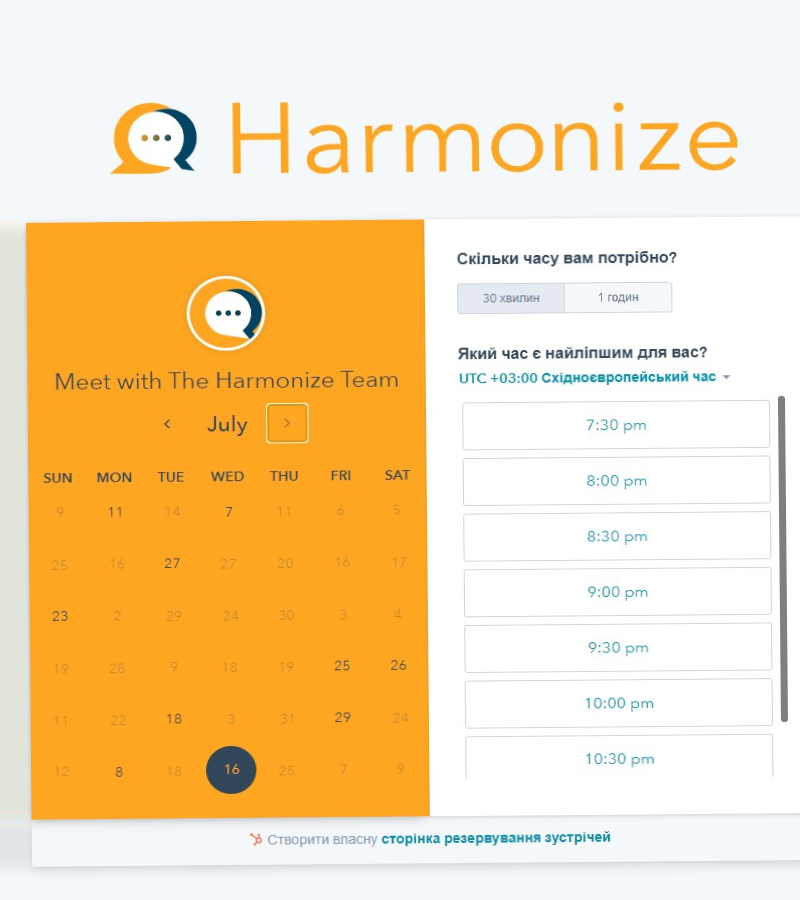 Harmonize
Meet with The Harmonize Team
July
SUN MON TUE WED THU FRI SAT
9 11 14 7 11 6 5
25 16 27 27 20 16 17
23 2 29 24 30 3 4
19 28 9 18 19 25 26
11 22 18 3 31 29 24
12 8 18 16 25 7 9
Скільки часу вам потрібно?
30 хвилин 1 годин
Який час є найліпшим для вас?
UTC +03:00 Східноєвропейський час
7:30 pm
8:00 pm
8:30 pm
9:00 pm
9:30 pm
10:00 pm
10:30 pm
Створити власну сторінка резервування зустрічей